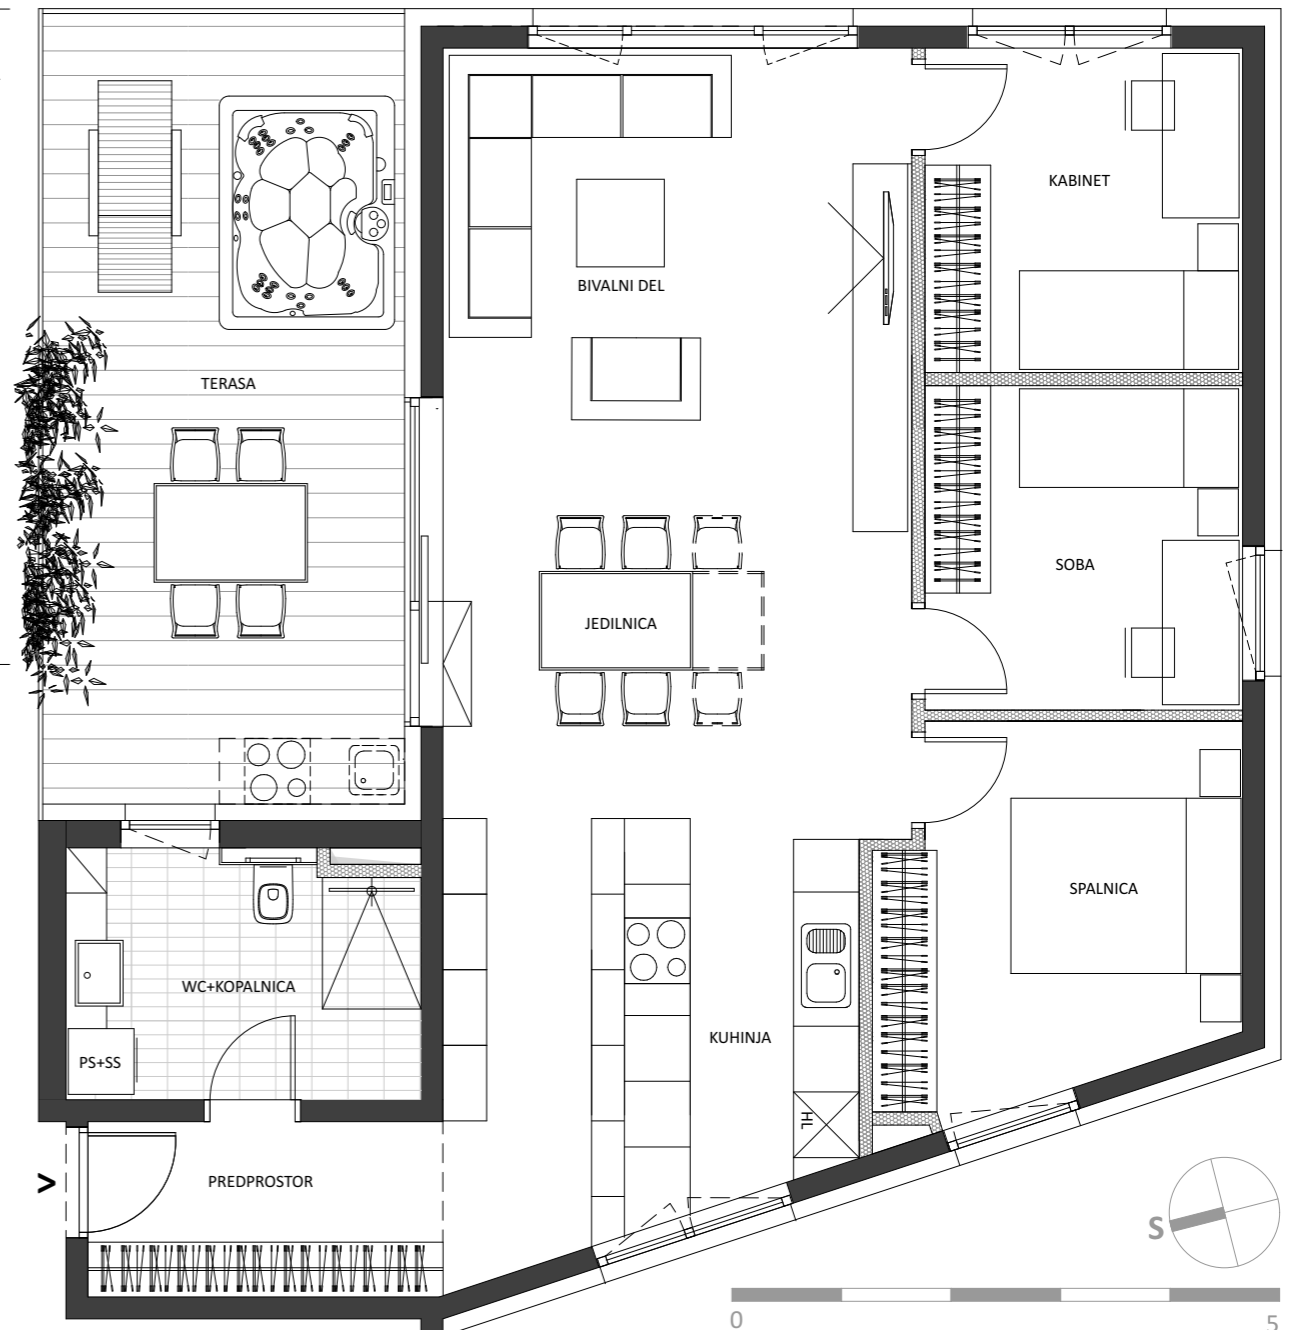 KABINET
BIVALNI DEL
TERASA
SOBA
JEDILNICA
SPALNICA
WC+KOPALNICA
KUHINJA
PS+SS
HL
PREDPROSTOR
>
S
0 5